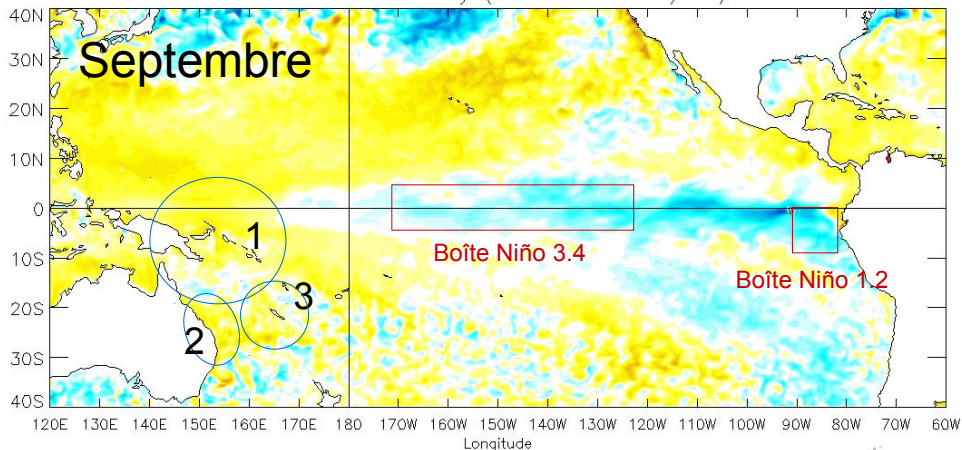 40N
Septembre
30N
20N
10N
0
1
Boîte Niño 3.4
10S
Boîte Niño 1.2
3
20S
2
30S
40S
120E 130E 140E 150E 160E 170E 180 170W 160W 150W 140W 130W 120W 110W 100W 90W 80W 70W 60W
Longitude